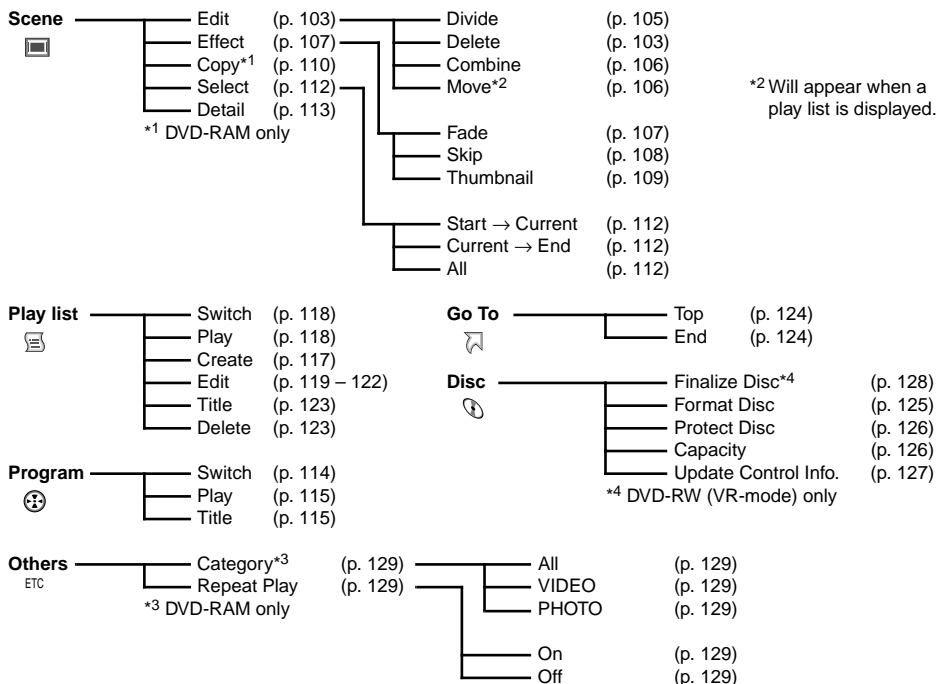 Scene Edit (p. 103) Divide (p. 105)
Effect (p. 107) Delete (p. 103)
Copy*1 (p. 110) Combine (p. 106)
Select (p. 112) Move*2 (p. 106) *2 Will appear when a
Detail (p. 113) play list is displayed.
*1 DVD-RAM only
Fade (p. 107)
Skip (p. 108)
Thumbnail (p. 109)
Start → Current (p. 112)
Current → End (p. 112)
All (p. 112)
Play list Switch (p. 118)
Play (p. 118)
Create (p. 117)
Edit (p. 119 – 122)
Title (p. 123)
Delete (p. 123)
Go To Top (p. 124)
End (p. 124)
Disc Finalize Disc*4 (p. 128)
Format Disc (p. 125)
Protect Disc (p. 126)
Capacity (p. 126)
Update Control Info. (p. 127)
*4 DVD-RW (VR-mode) only
Program Switch (p. 114)
Play (p. 115)
Title (p. 115)
Others Category*3 (p. 129) All (p. 129)
ETC Repeat Play (p. 129) VIDEO (p. 129)
*3 DVD-RAM only PHOTO (p. 129)
On (p. 129)
Off (p. 129)